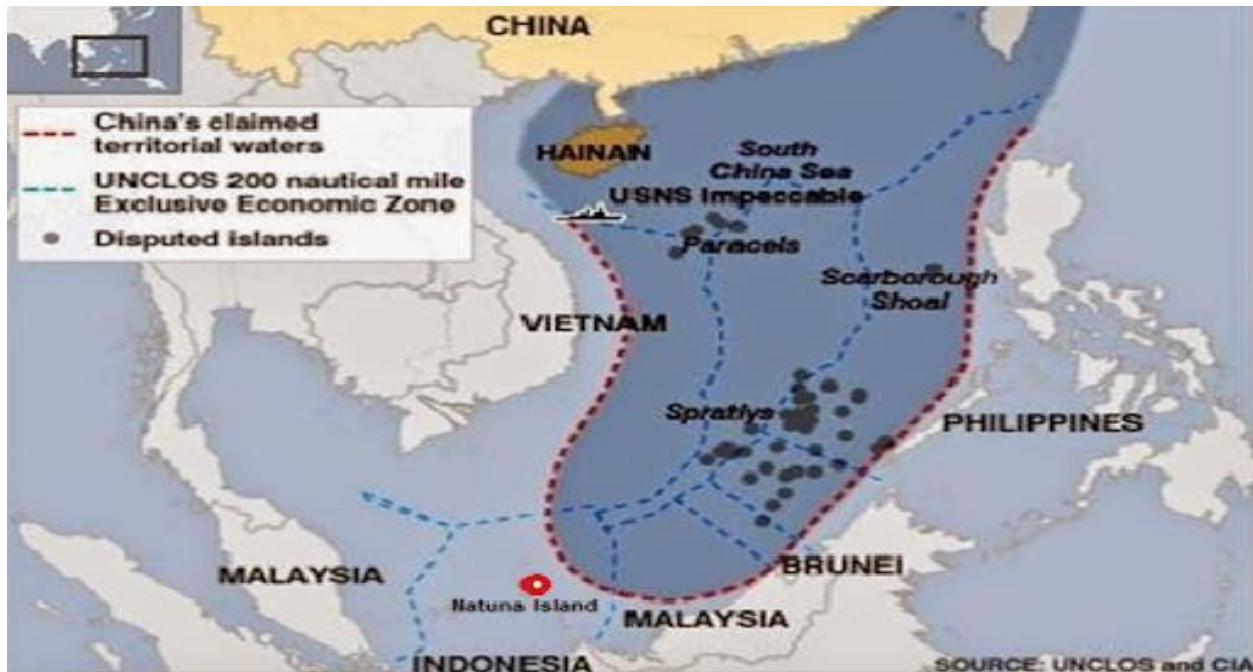 CHINA
China's claimed
territorial waters
UNCLOS 200 nautical mile
Exclusive Economic Zone
Disputed islands
HAINAIN
South
China Sea
USNS Impeccable
Paracels
Scarborough
Shoal
VIETNAM
Spratlys
PHILIPPINES
MALAYSIA
BRUNEI
Natuna Island
MALAYSIA
INDONESIA
SOURCE: UNCLOS and CIA